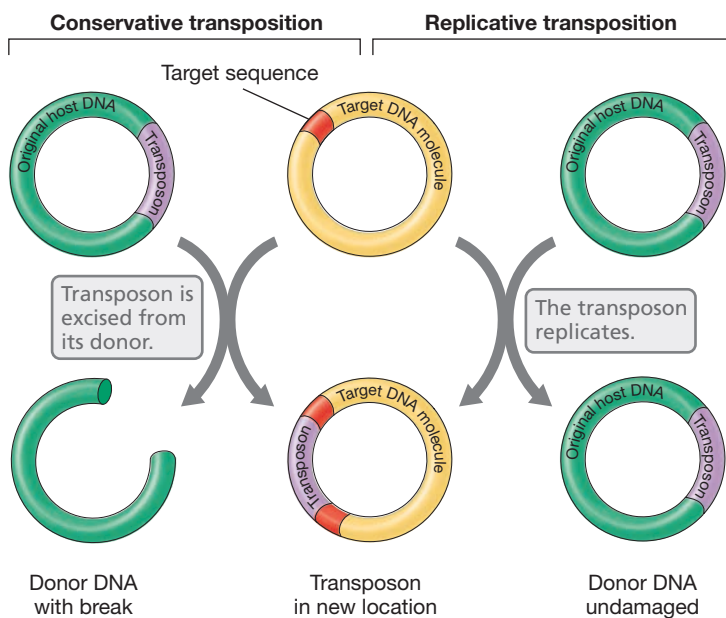 Conservative transposition
Replicative transposition
Target sequence
Original host DNA
Transposon
Target DNA molecule
Original host DNA
Transposon
Transposon is
excised from
its donor.
The transposon
replicates.
Transposon
Target DNA molecule
Original host DNA
Transposon
Donor DNA
with break
Transposon
in new location
Donor DNA
undamaged